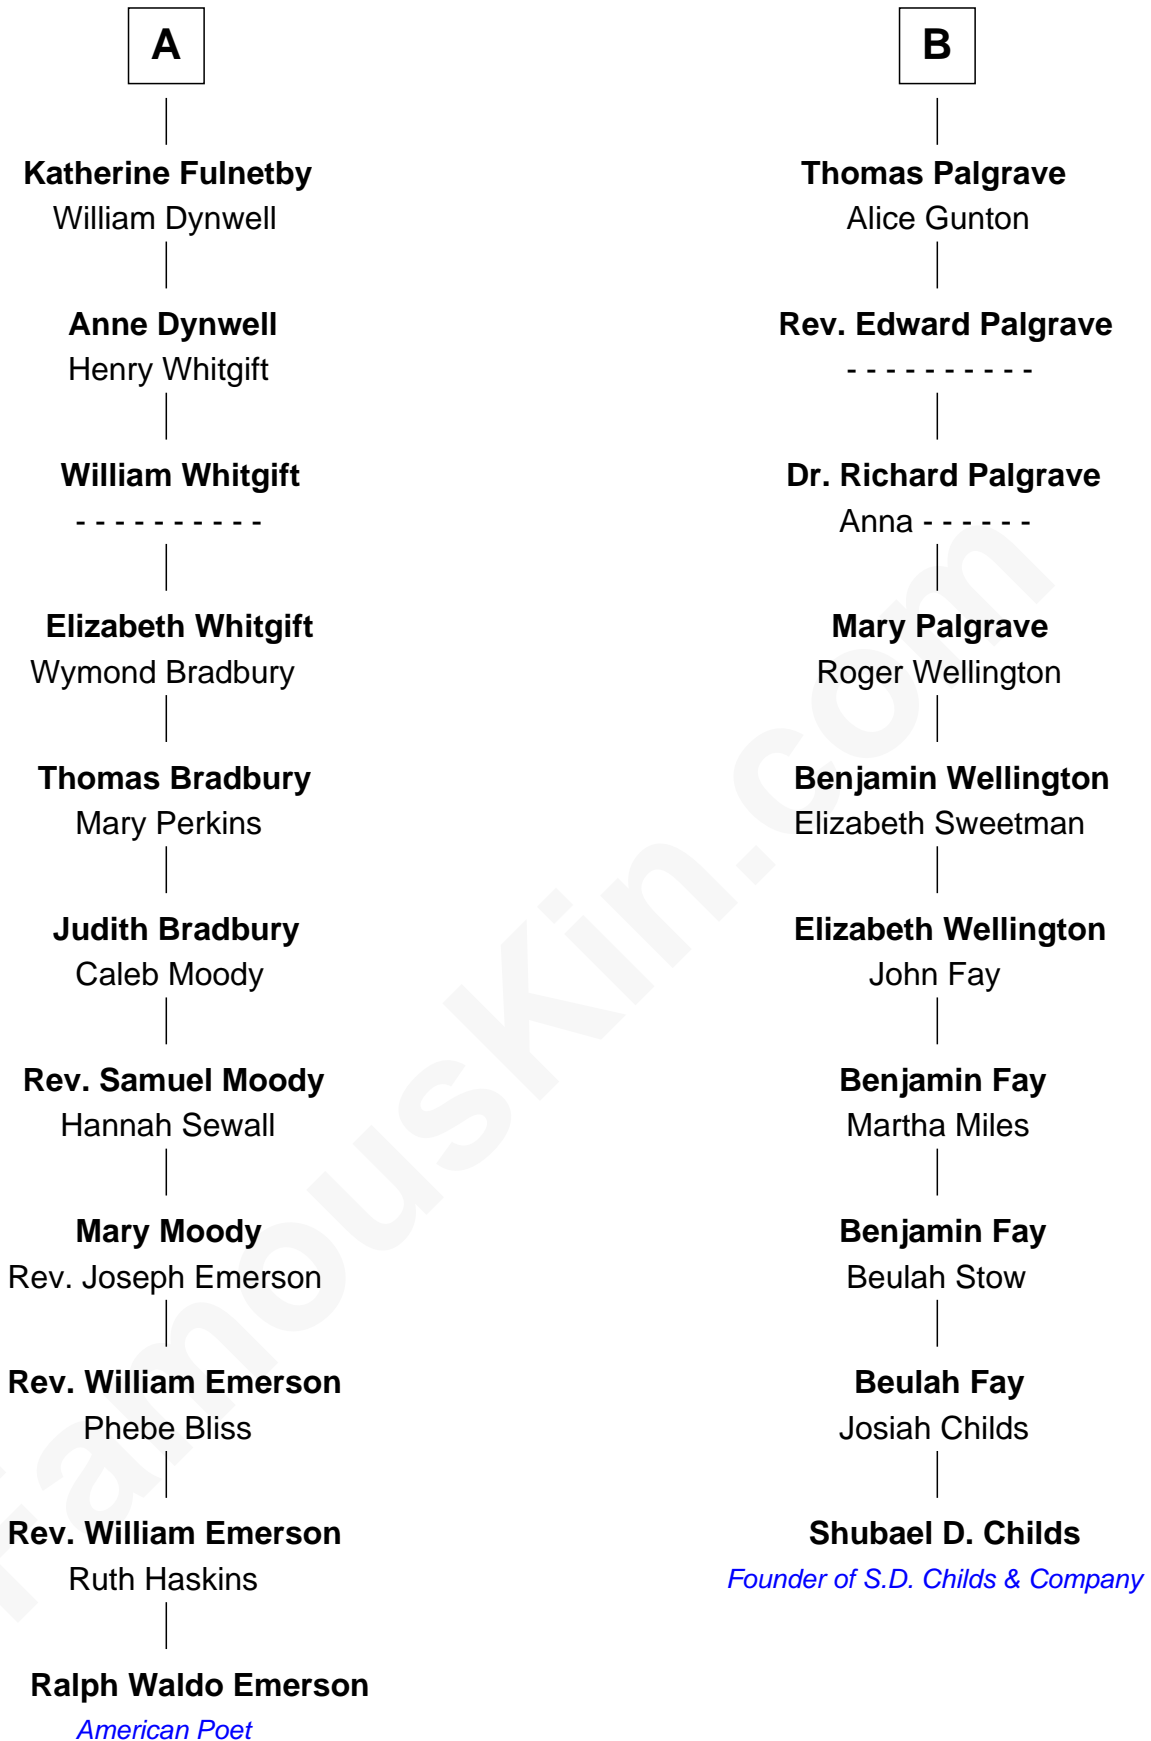 A
Katherine Fulnetby
William Dynwell
Anne Dynwell
Henry Whitgift
William Whitgift
- - - - - - - - - -
Elizabeth Whitgift
Wymond Bradbury
Thomas Bradbury
Mary Perkins
Judith Bradbury
Caleb Moody
Rev. Samuel Moody
Hannah Sewall
Mary Moody
Rev. Joseph Emerson
Rev. William Emerson
Phebe Bliss
Rev. William Emerson
Ruth Haskins
Ralph Waldo Emerson
American Poet
B
Thomas Palgrave
Alice Gunton
Rev. Edward Palgrave
- - - - - - - - - -
Dr. Richard Palgrave
Anna - - - - - -
Mary Palgrave
Roger Wellington
Benjamin Wellington
Elizabeth Sweetman
Elizabeth Wellington
John Fay
Benjamin Fay
Martha Miles
Benjamin Fay
Beulah Stow
Beulah Fay
Josiah Childs
Shubael D. Childs
Founder of S.D. Childs & Company
FamousKin.com